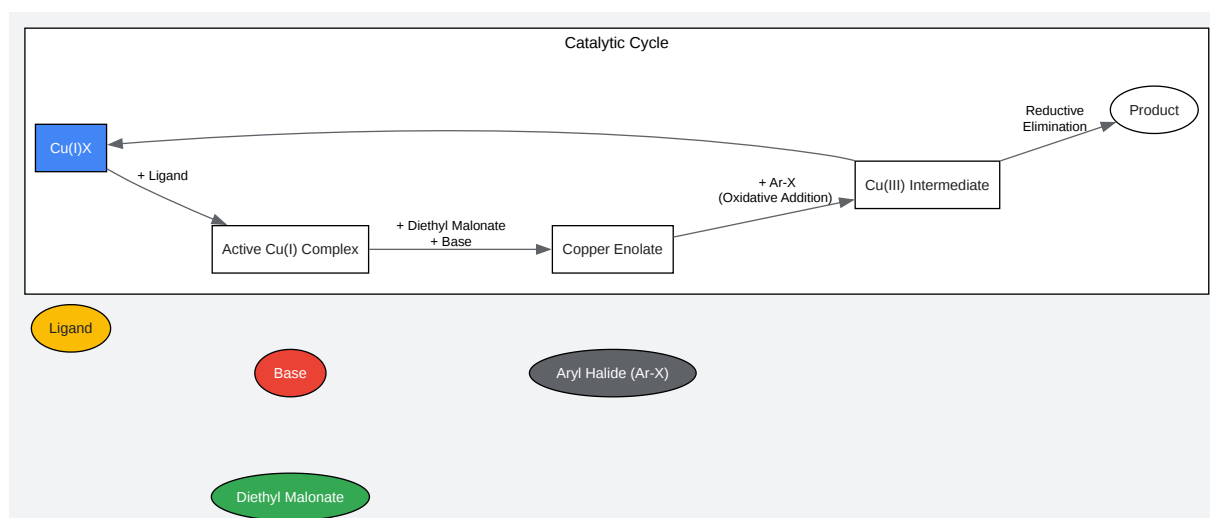 Catalytic Cycle
Cu(I)X
+ Ligand
Active Cu(I) Complex
+ Diethyl Malonate
+ Base
Copper Enolate
+ Ar-X
(Oxidative Addition)
Cu(III) Intermediate
Reductive
Elimination
Product
Ligand
Base
Aryl Halide (Ar-X)
Diethyl Malonate